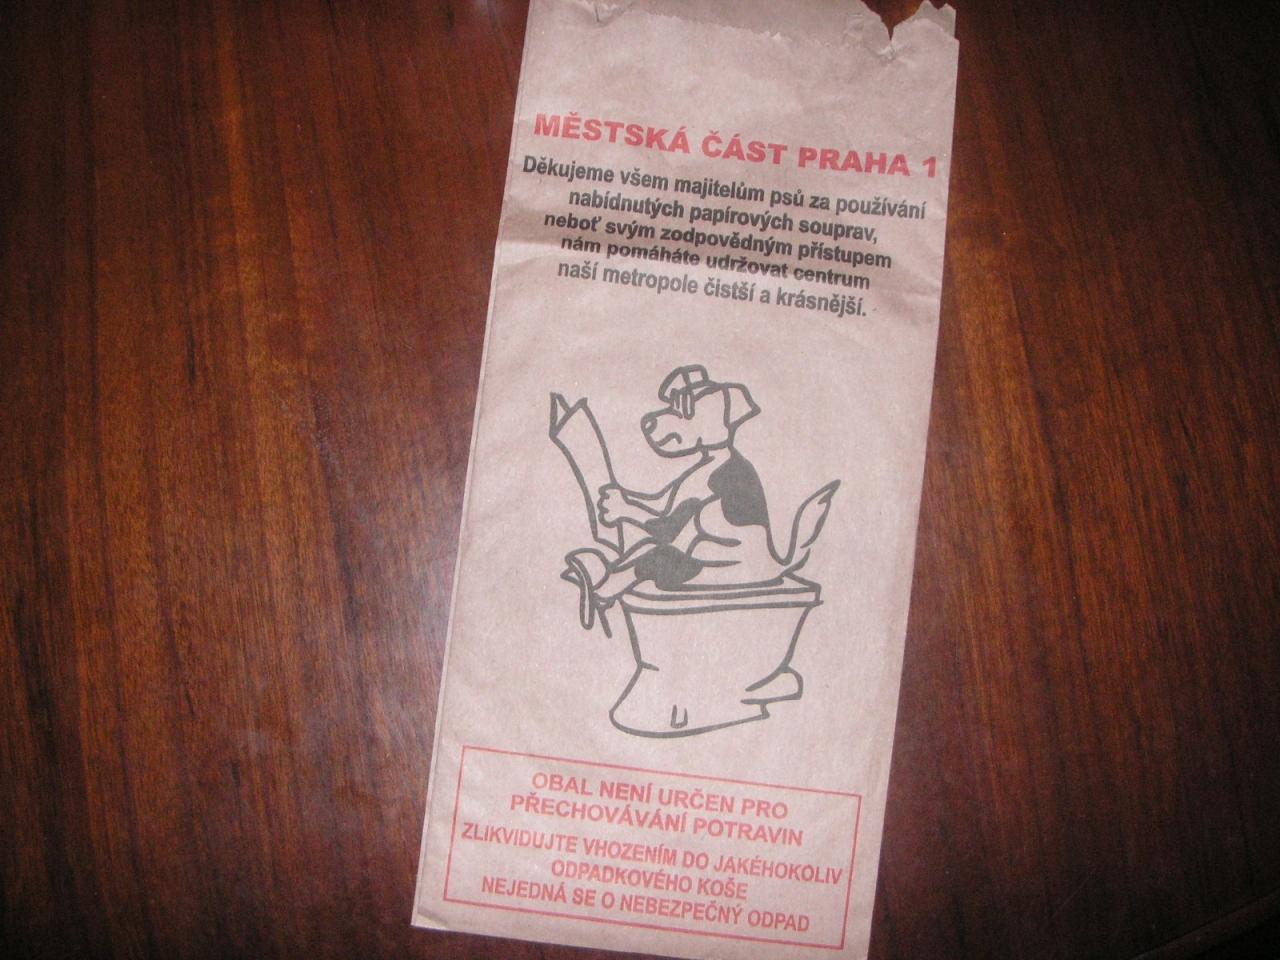 MĚSTSKÁ ČÁST PRAHA 1
Děkujeme všem majitelům psů za používání
nabídnutých papírových souprav,
neboť svým zodpovědným přístupem
nám pomáháte udržovat centrum
naší metropole čistší a krásnější.
OBAL NENÍ URČEN PRO
PŘECHOVÁVÁNÍ POTRAVIN
ZLIKVIDUJTE VHOZENÍM DO JAKÉHOKOLIV
ODPADKOVÉHO KOŠE
NEJEDNÁ SE O NEBEZPEČNÝ ODPAD